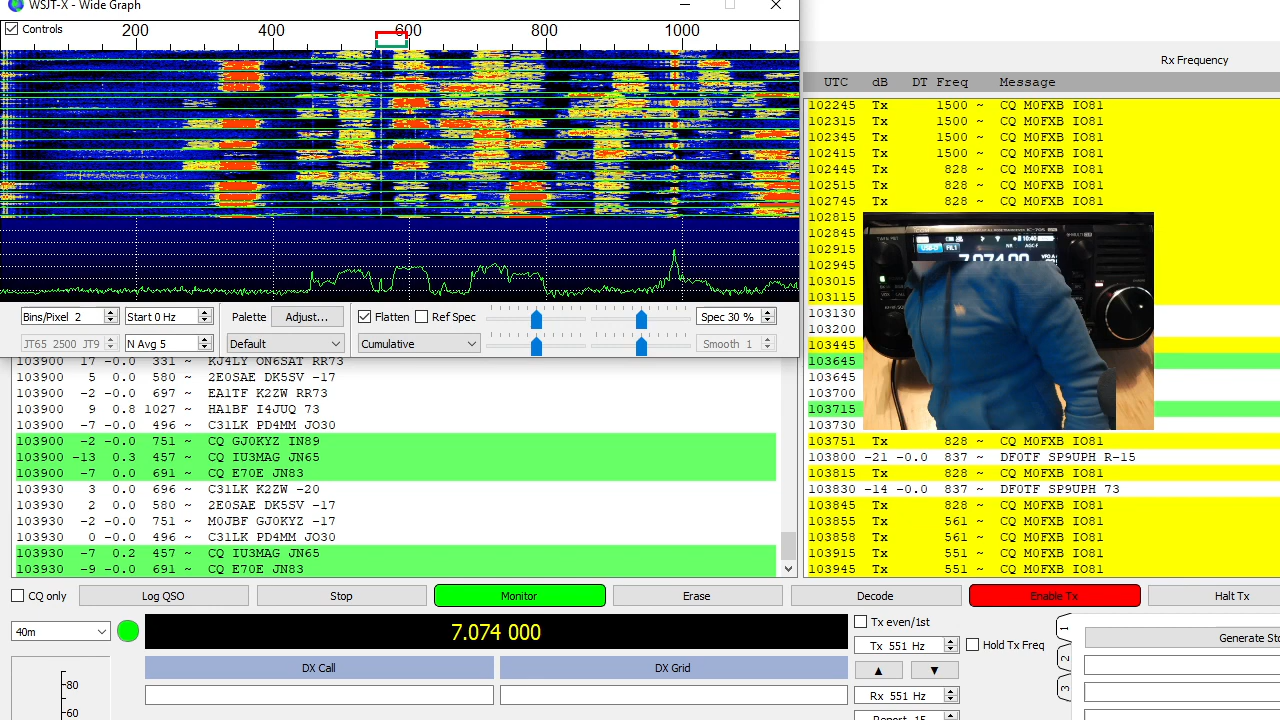 WSJT-X - Wide Graph
Controls
200 400 600 800 1000
Bins/Pixel 2 Start 0 Hz Palette Adjust... Flatten Ref Spec Spec 30 %
JT65 2500 JT9 N Avg 5 Default Cumulative Smooth 1
103900 17 -0.0 331 ~ KJ4LY ON6SAT RR73
103900 5 0.0 580 ~ 2E0SAE DK5SV -17
103900 -2 -0.0 697 ~ EA1TF K2ZW RR73
103900 9 0.8 1027 ~ HA1BF I4JUQ 73
103900 -7 -0.0 496 ~ C31LK PD4MM JO30
103900 -2 -0.0 751 ~ CQ GJ0KYZ IN89
103900 -13 0.3 457 ~ CQ IU3MAG JN65
103900 -7 0.0 691 ~ CQ E70E JN83
103930 3 0.0 696 ~ C31LK K2ZW -20
103930 2 0.0 580 ~ 2E0SAE DK5SV -17
103930 -2 -0.0 751 ~ M0JBF GJ0KYZ -17
103930 0 -0.0 496 ~ C31LK PD4MM JO30
103930 -7 0.2 457 ~ CQ IU3MAG JN65
103930 -9 -0.0 691 ~ CQ E70E JN83
Rx Frequency
UTC dB DT Freq Message
102245 Tx 1500 ~ CQ M0FXB IO81
102315 Tx 1500 ~ CQ M0FXB IO81
102345 Tx 1500 ~ CQ M0FXB IO81
102415 Tx 1500 ~ CQ M0FXB IO81
102445 Tx 828 ~ CQ M0FXB IO81
102515 Tx 828 ~ CQ M0FXB IO81
102745 Tx 828 ~ CQ M0FXB IO81
102815
102845
102915
102945
103015
103115
103130
103200
103445
103645
103645
103700
103715
103730
103751 Tx 828 ~ CQ M0FXB IO81
103800 -21 -0.0 837 ~ DF0TF SP9UPH R-15
103815 Tx 828 ~ CQ M0FXB IO81
103830 -14 -0.0 837 ~ DF0TF SP9UPH 73
103845 Tx 828 ~ CQ M0FXB IO81
103855 Tx 561 ~ CQ M0FXB IO81
103858 Tx 561 ~ CQ M0FXB IO81
103915 Tx 551 ~ CQ M0FXB IO81
103945 Tx 551 ~ CQ M0FXB IO81
IC-705
10:40
USB-D FIL1
7.074.00
CQ only Log QSO Stop Monitor Erase Decode Enable Tx Halt Tx
40m 7.074 000 Tx even/1st
Tx 551 Hz Hold Tx Freq
DX Call DX Grid
Rx 551 Hz
Report -15
-80
-60
1
2
3
Generate Std